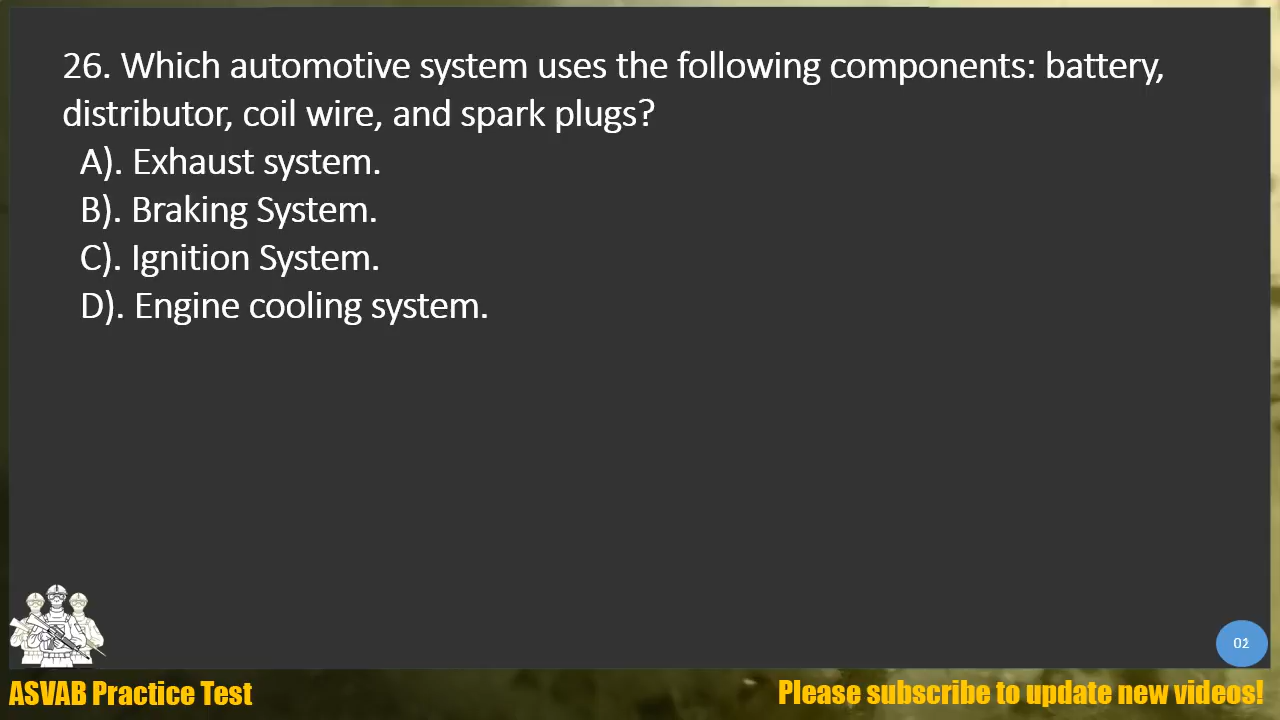 26. Which automotive system uses the following components: battery,
distributor, coil wire, and spark plugs?
A). Exhaust system.
B). Braking System.
C). Ignition System.
D). Engine cooling system.
02
ASVAB Practice Test
Please subscribe to update new videos!